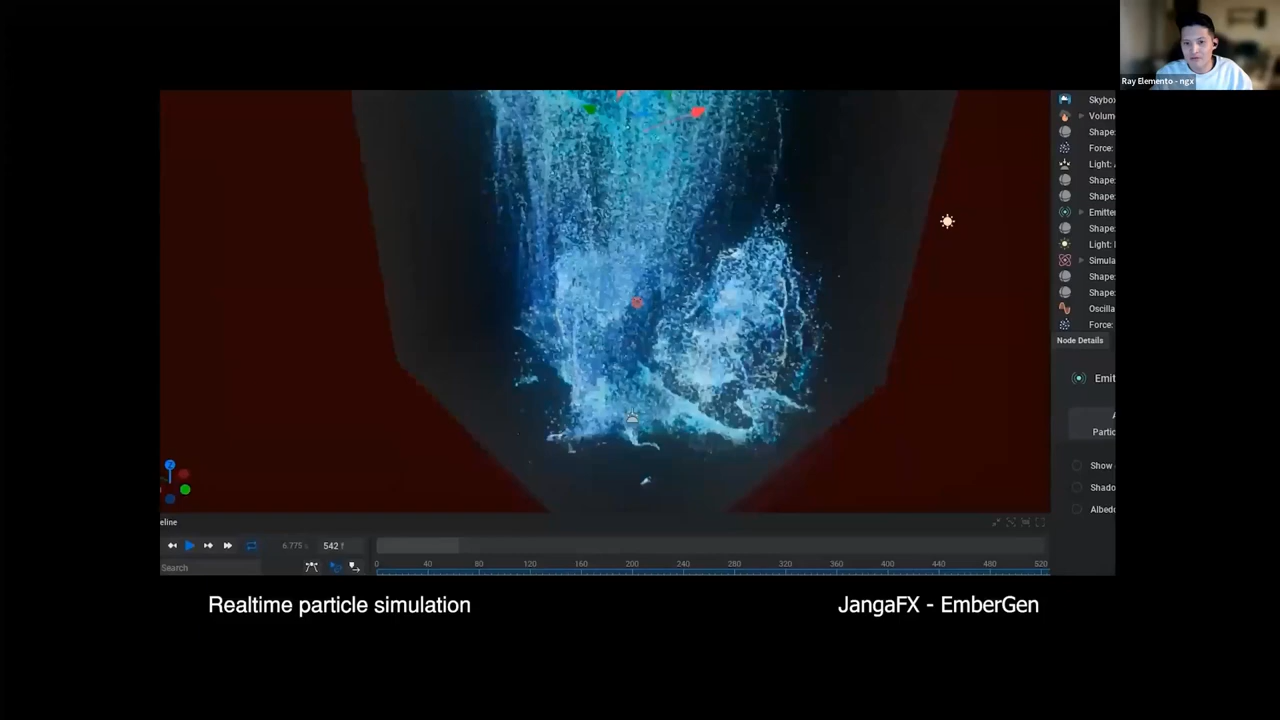 Ray Elemento - ngx
Skybo
Volum
Shape:
Force:
Light:
Shape:
Shape:
Emitter
Shape:
Light:
Simula
Shape:
Shape:
Oscilla
Force:
Node Details
Emit
Partic
Show
Shado
Albedo
eline
6.775 s
542 f
Search
0 40 80 120 160 200 240 280 320 360 400 440 480 520
Realtime particle simulation
JangaFX - EmberGen